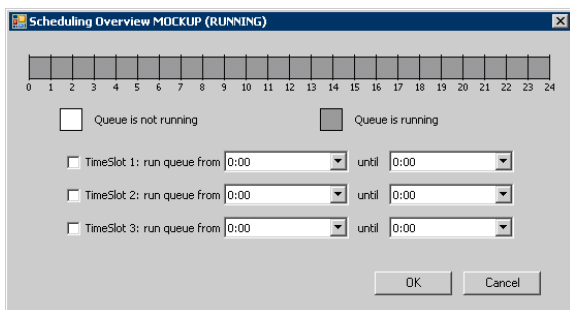 Scheduling Overview MOCKUP (RUNNING)
0 1 2 3 4 5 6 7 8 9 10 11 12 13 14 15 16 17 18 19 20 21 22 23 24
Queue is not running Queue is running
TimeSlot 1: run queue from 0:00 until 0:00
TimeSlot 2: run queue from 0:00 until 0:00
TimeSlot 3: run queue from 0:00 until 0:00
OK Cancel